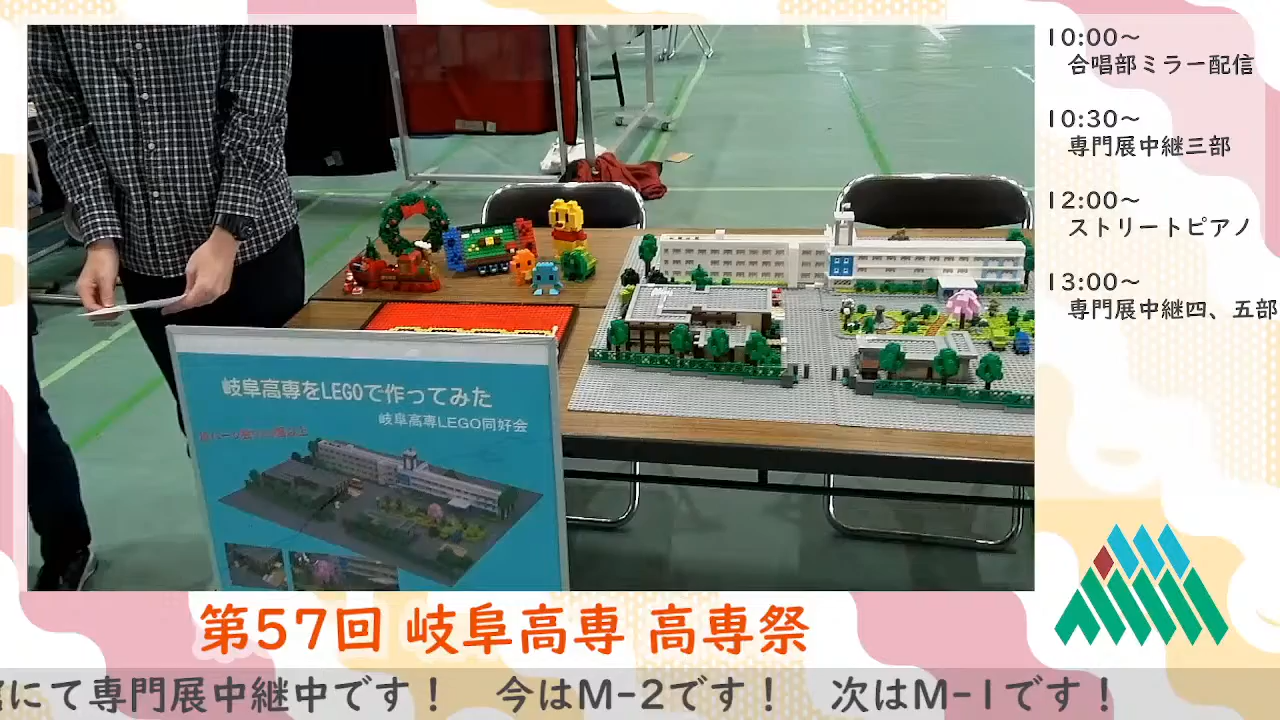 10:00～
合唱部ミラー配信
10:30～
専門展中継三部
12:00～
ストリートピアノ
13:00～
専門展中継四、五部
岐阜高専をLEGOで作ってみた
岐阜高専LEGO同好会
第57回 岐阜高専 高専祭
にて専門展中継中です！ 今はM-2です！ 次はM-1です！